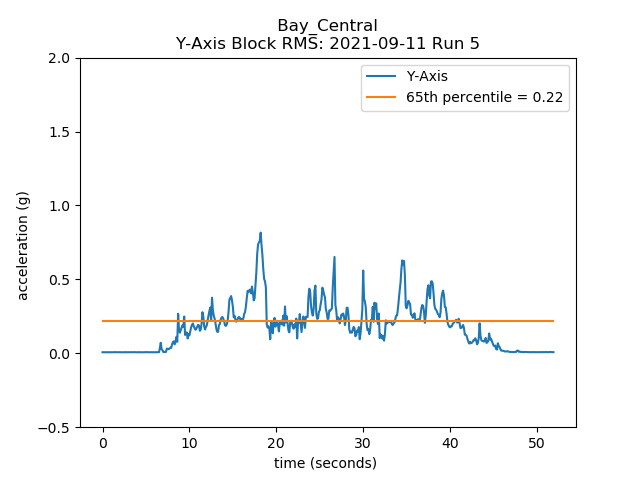 Bay_Central
Y-Axis Block RMS: 2021-09-11 Run 5
2.0
1.5
1.0
0.5
0.0
−0.5
acceleration (g)
Y-Axis
65th percentile = 0.22
0 10 20 30 40 50
time (seconds)